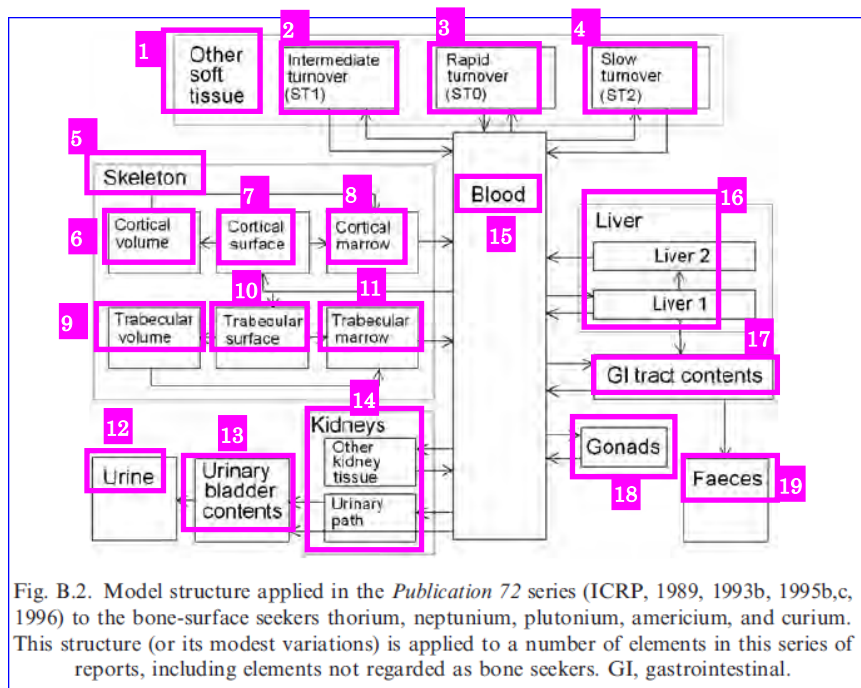 1
2
3
4
Other
soft
tissue
Intermediate
turnover
(ST1)
Rapid
turnover
(ST0)
Slow
turnover
(ST2)
5
Skeleton
6
7
8
Cortical
volume
Cortical
surface
Cortical
marrow
Blood
15
16
Liver
Liver 2
Liver 1
9
10
11
Trabecular
volume
Trabecular
surface
Trabecular
marrow
17
GI tract contents
12
13
14
Kidneys
Other
kidney
tissue
Urinary
path
Urine
Urinary
bladder
contents
Gonads
18
Faeces
19
Fig. B.2. Model structure applied in the Publication 72 series (ICRP, 1989, 1993b, 1995b,c,
1996) to the bone-surface seekers thorium, neptunium, plutonium, americium, and curium.
This structure (or its modest variations) is applied to a number of elements in this series of
reports, including elements not regarded as bone seekers. GI, gastrointestinal.